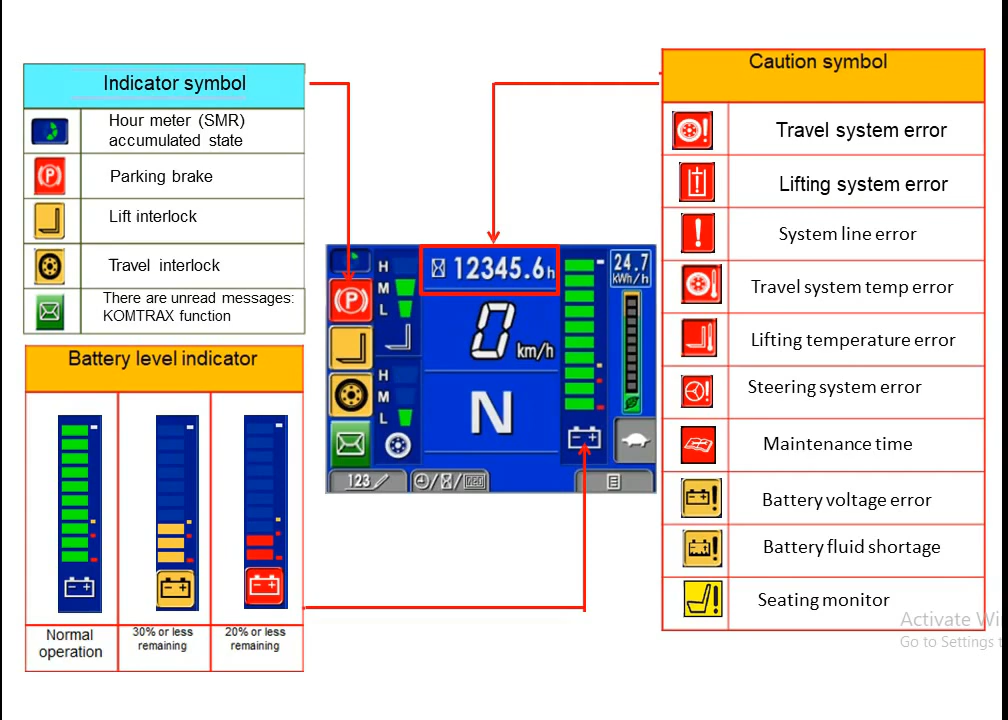 Indicator symbol
Hour meter (SMR)
accumulated state
Parking brake
Lift interlock
Travel interlock
There are unread messages:
KOMTRAX function
Battery level indicator
Normal
operation
30% or less
remaining
20% or less
remaining
H
M
L
H
M
L
P
P
12345.6h
24.7
kWh/h
0 km/h
N
123
Caution symbol
Travel system error
Lifting system error
System line error
Travel system temp error
Lifting temperature error
Steering system error
Maintenance time
Battery voltage error
Battery fluid shortage
Seating monitor
Activate Wi
Go to Settings t